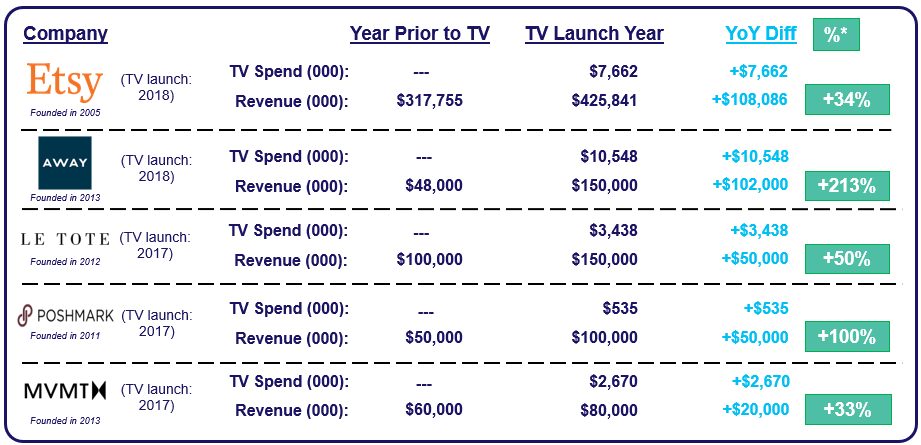 Company Year Prior to TV TV Launch Year YoY Diff %*
Etsy
Founded in 2005
(TV launch:
2018)
TV Spend (000): --- $7,662 +$7,662
Revenue (000): $317,755 $425,841 +$108,086 +34%
AWAY
Founded in 2013
(TV launch:
2018)
TV Spend (000): --- $10,548 +$10,548
Revenue (000): $48,000 $150,000 +$102,000 +213%
LE TOTE
Founded in 2012
(TV launch:
2017)
TV Spend (000): --- $3,438 +$3,438
Revenue (000): $100,000 $150,000 +$50,000 +50%
POSHMARK
Founded in 2011
(TV launch:
2017)
TV Spend (000): --- $535 +$535
Revenue (000): $50,000 $100,000 +$50,000 +100%
MVMT
Founded in 2013
(TV launch:
2017)
TV Spend (000): --- $2,670 +$2,670
Revenue (000): $60,000 $80,000 +$20,000 +33%